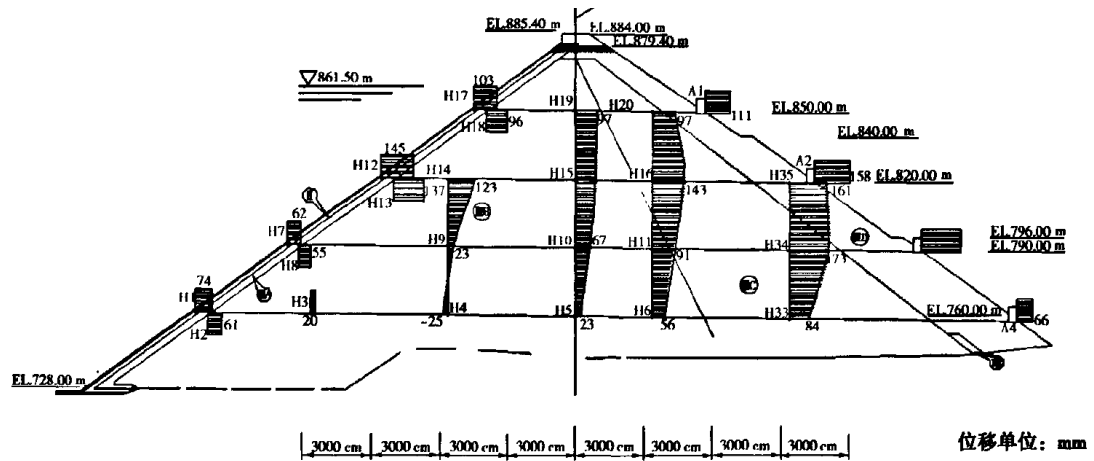 EL.885.40 m
EL.884.00 m
EL.879.40 m
861.50 m
103
H17
H18
96
H19
H20
97
97
A1
111
EL.850.00 m
EL.840.00 m
145
H12
H14
H13
137
123
H15
H16
143
H35
A2
158
161
EL.820.00 m
62
H7
H8
55
H9
23
H10
67
H11
91
H34
73
EL.796.00 m
EL.790.00 m
74
H1
H2
61
H3
20
H4
-25
H5
23
H6
56
H33
84
EL.760.00 m
A4
66
EL.728.00 m
3000 cm 3000 cm 3000 cm 3000 cm 3000 cm 3000 cm 3000 cm 3000 cm
位移单位：mm